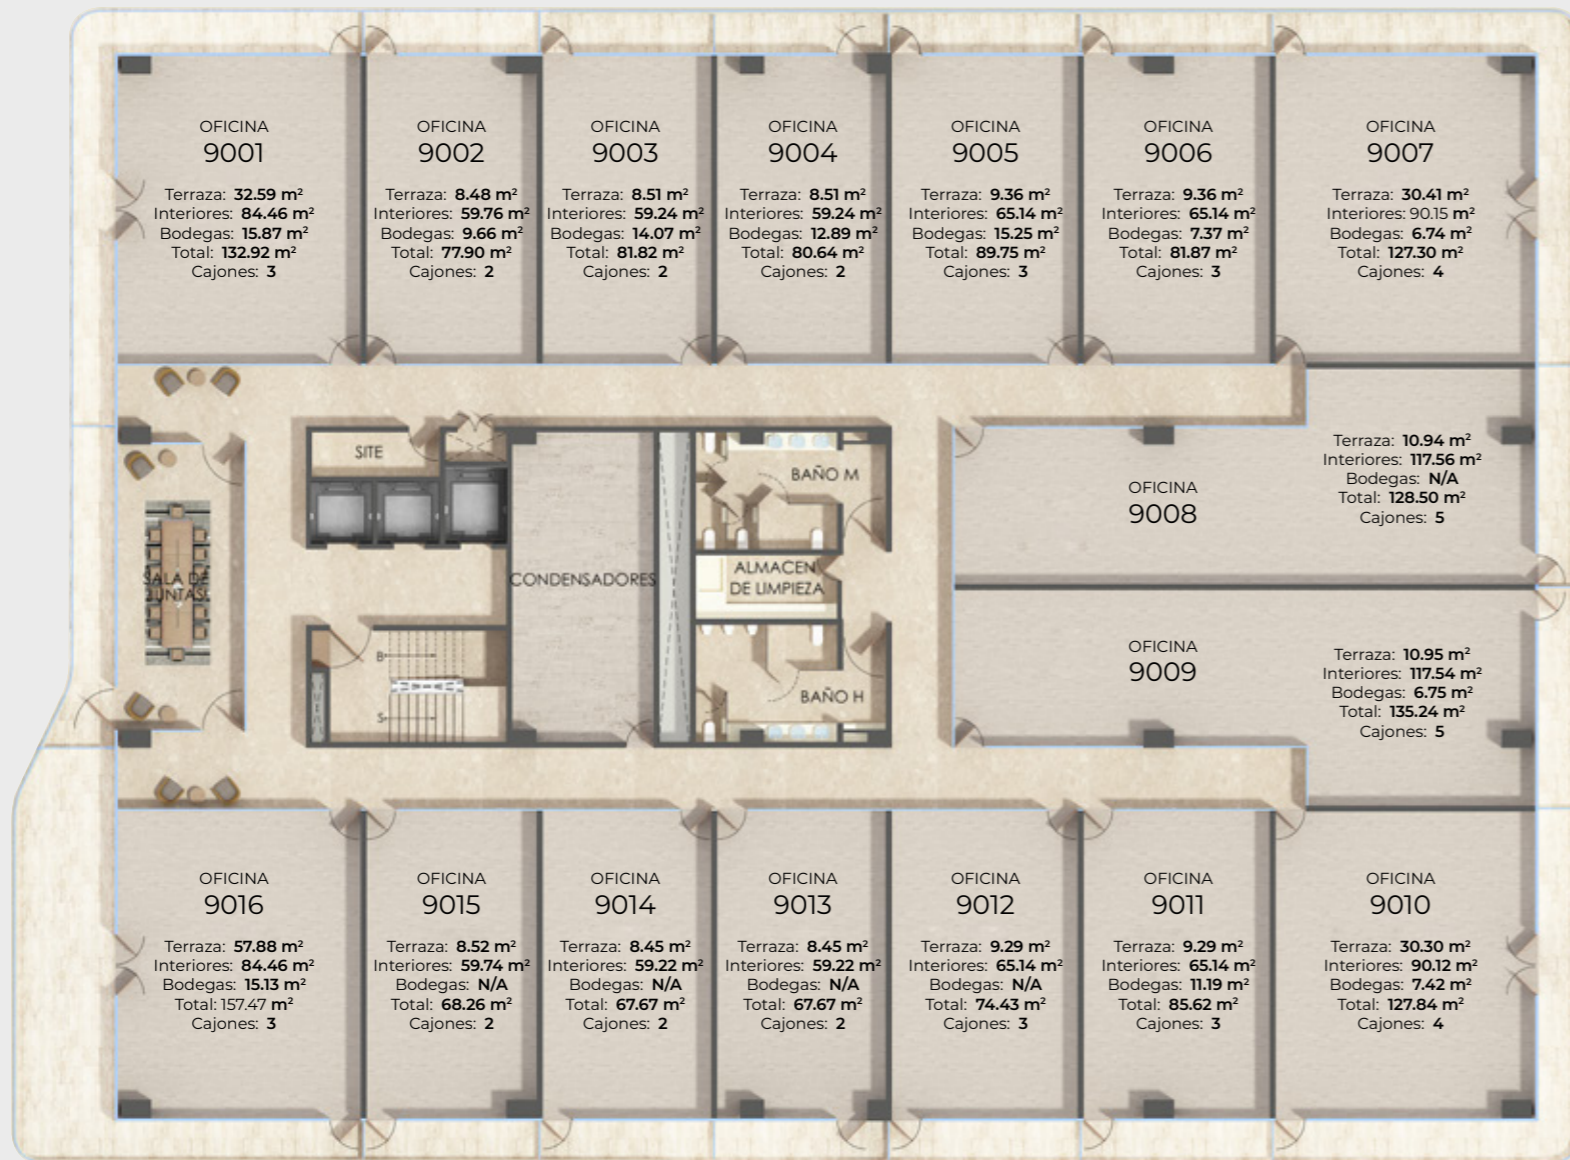 OFICINA
9001
Terraza: 32.59 m²
Interiores: 84.46 m²
Bodegas: 15.87 m²
Total: 132.92 m²
Cajones: 3
OFICINA
9002
Terraza: 8.48 m²
Interiores: 59.76 m²
Bodegas: 9.66 m²
Total: 77.90 m²
Cajones: 2
OFICINA
9003
Terraza: 8.51 m²
Interiores: 59.24 m²
Bodegas: 14.07 m²
Total: 81.82 m²
Cajones: 2
OFICINA
9004
Terraza: 8.51 m²
Interiores: 59.24 m²
Bodegas: 12.89 m²
Total: 80.64 m²
Cajones: 2
OFICINA
9005
Terraza: 9.36 m²
Interiores: 65.14 m²
Bodegas: 15.25 m²
Total: 89.75 m²
Cajones: 3
OFICINA
9006
Terraza: 9.36 m²
Interiores: 65.14 m²
Bodegas: 7.37 m²
Total: 81.87 m²
Cajones: 3
OFICINA
9007
Terraza: 30.41 m²
Interiores: 90.15 m²
Bodegas: 6.74 m²
Total: 127.30 m²
Cajones: 4
SITE
BAÑO M
CONDENSADORES
ALMACEN
DE LIMPIEZA
BAÑO H
SALA DE
JUNTAS
B
S
OFICINA
9008
Terraza: 10.94 m²
Interiores: 117.56 m²
Bodegas: N/A
Total: 128.50 m²
Cajones: 5
OFICINA
9009
Terraza: 10.95 m²
Interiores: 117.54 m²
Bodegas: 6.75 m²
Total: 135.24 m²
Cajones: 5
OFICINA
9016
Terraza: 57.88 m²
Interiores: 84.46 m²
Bodegas: 15.13 m²
Total: 157.47 m²
Cajones: 3
OFICINA
9015
Terraza: 8.52 m²
Interiores: 59.74 m²
Bodegas: N/A
Total: 68.26 m²
Cajones: 2
OFICINA
9014
Terraza: 8.45 m²
Interiores: 59.22 m²
Bodegas: N/A
Total: 67.67 m²
Cajones: 2
OFICINA
9013
Terraza: 8.45 m²
Interiores: 59.22 m²
Bodegas: N/A
Total: 67.67 m²
Cajones: 2
OFICINA
9012
Terraza: 9.29 m²
Interiores: 65.14 m²
Bodegas: N/A
Total: 74.43 m²
Cajones: 3
OFICINA
9011
Terraza: 9.29 m²
Interiores: 65.14 m²
Bodegas: 11.19 m²
Total: 85.62 m²
Cajones: 3
OFICINA
9010
Terraza: 30.30 m²
Interiores: 90.12 m²
Bodegas: 7.42 m²
Total: 127.84 m²
Cajones: 4